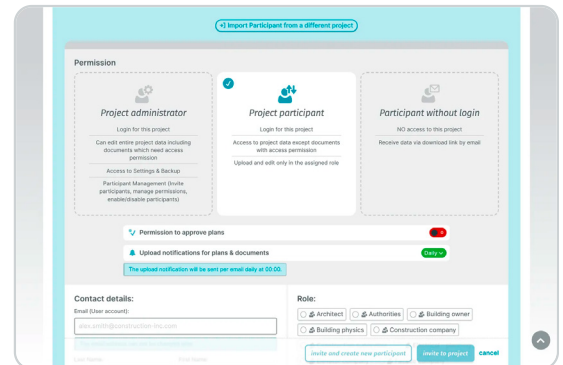 +] Import Participant from a different project
Permission
Project administrator
Login for this project
Can edit entire project data including
documents which need access
permission
Access to Settings & Backup
Participant Management (Invite
participants, manage permissions,
enable/disable participants)
Project participant
Login for this project
Access to project data except documents
with access permission
Upload and edit only in the assigned role
Participant without login
NO access to this project
Receive data via download link by email
Permission to approve
plans
Upload notifications for
plans & documents
Daily
The upload notification will be sent per email daily at 00:00.
Contact details:
Email (User account):
alex.smith@construction-inc.com
Last Name
First Name
Role:
Architect
Authorities
Building owner
Building physics
Construction company
invite and create new participant
invite to project
cancel